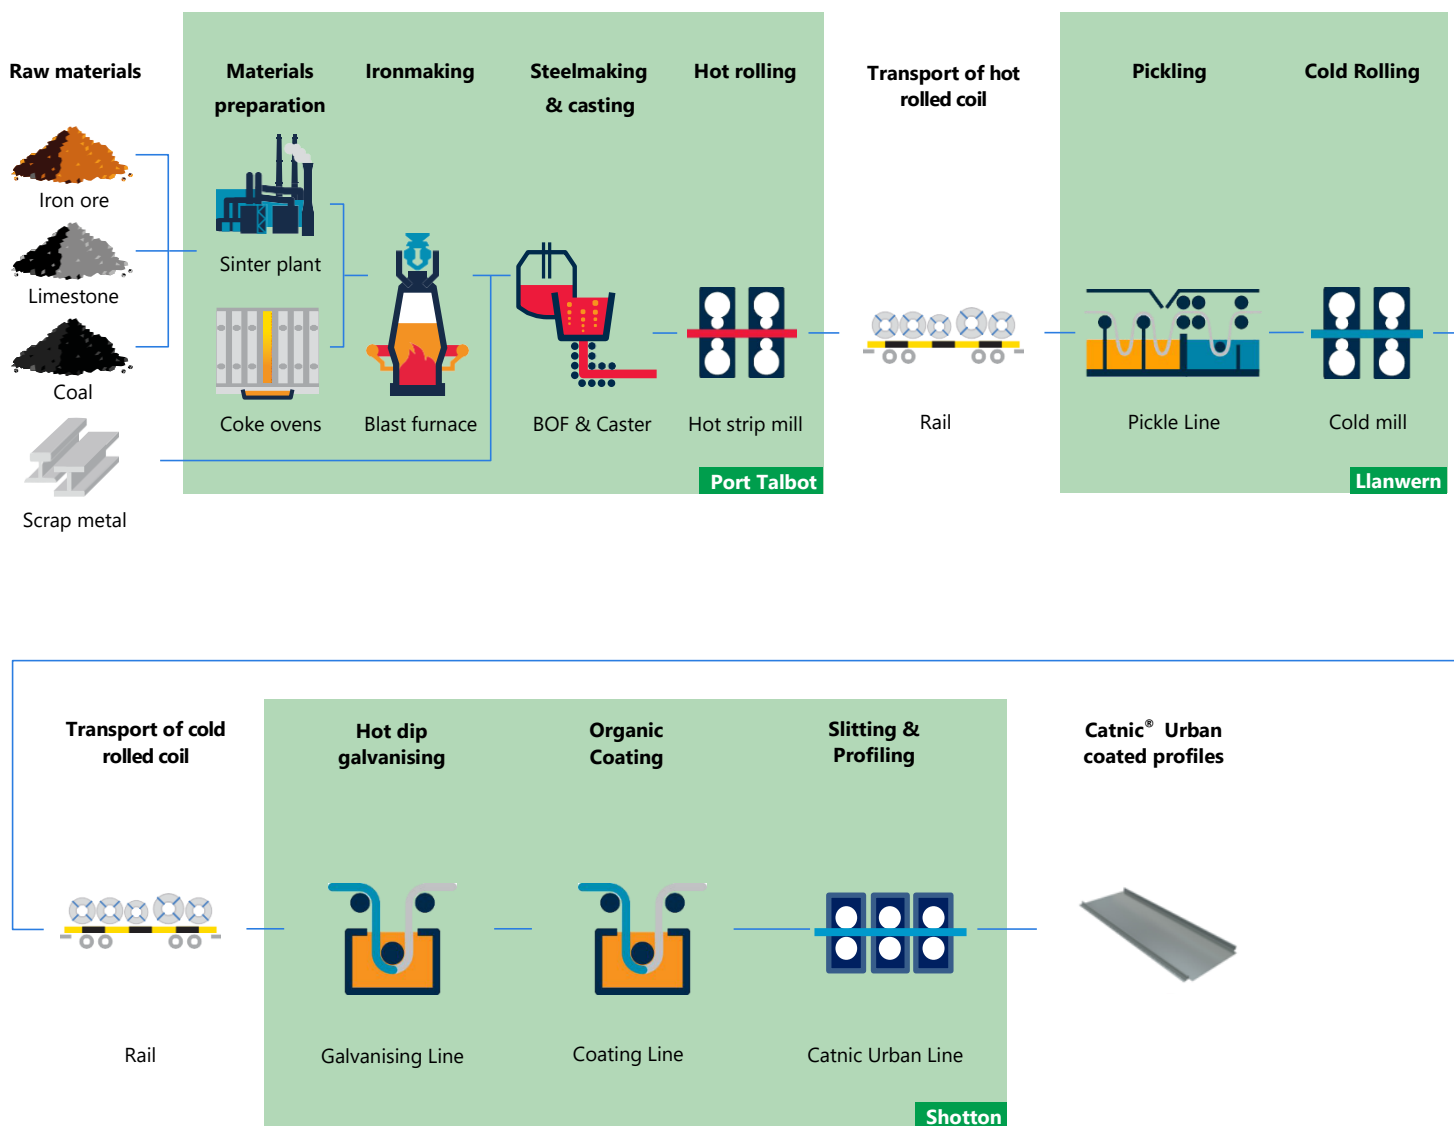 Raw materials
Materials
preparation
Ironmaking
Steelmaking
& casting
Hot rolling
Transport of hot
rolled coil
Pickling
Cold Rolling
Iron ore
Limestone
Coal
Scrap metal
Sinter plant
Coke ovens
Blast furnace
BOF & Caster
Hot strip mill
Rail
Pickle Line
Cold mill
Port Talbot
Llanwern
Transport of cold
rolled coil
Hot dip
galvanising
Organic
Coating
Slitting &
Profiling
Catnic® Urban
coated profiles
Rail
Galvanising Line
Coating Line
Catnic Urban Line
Shotton